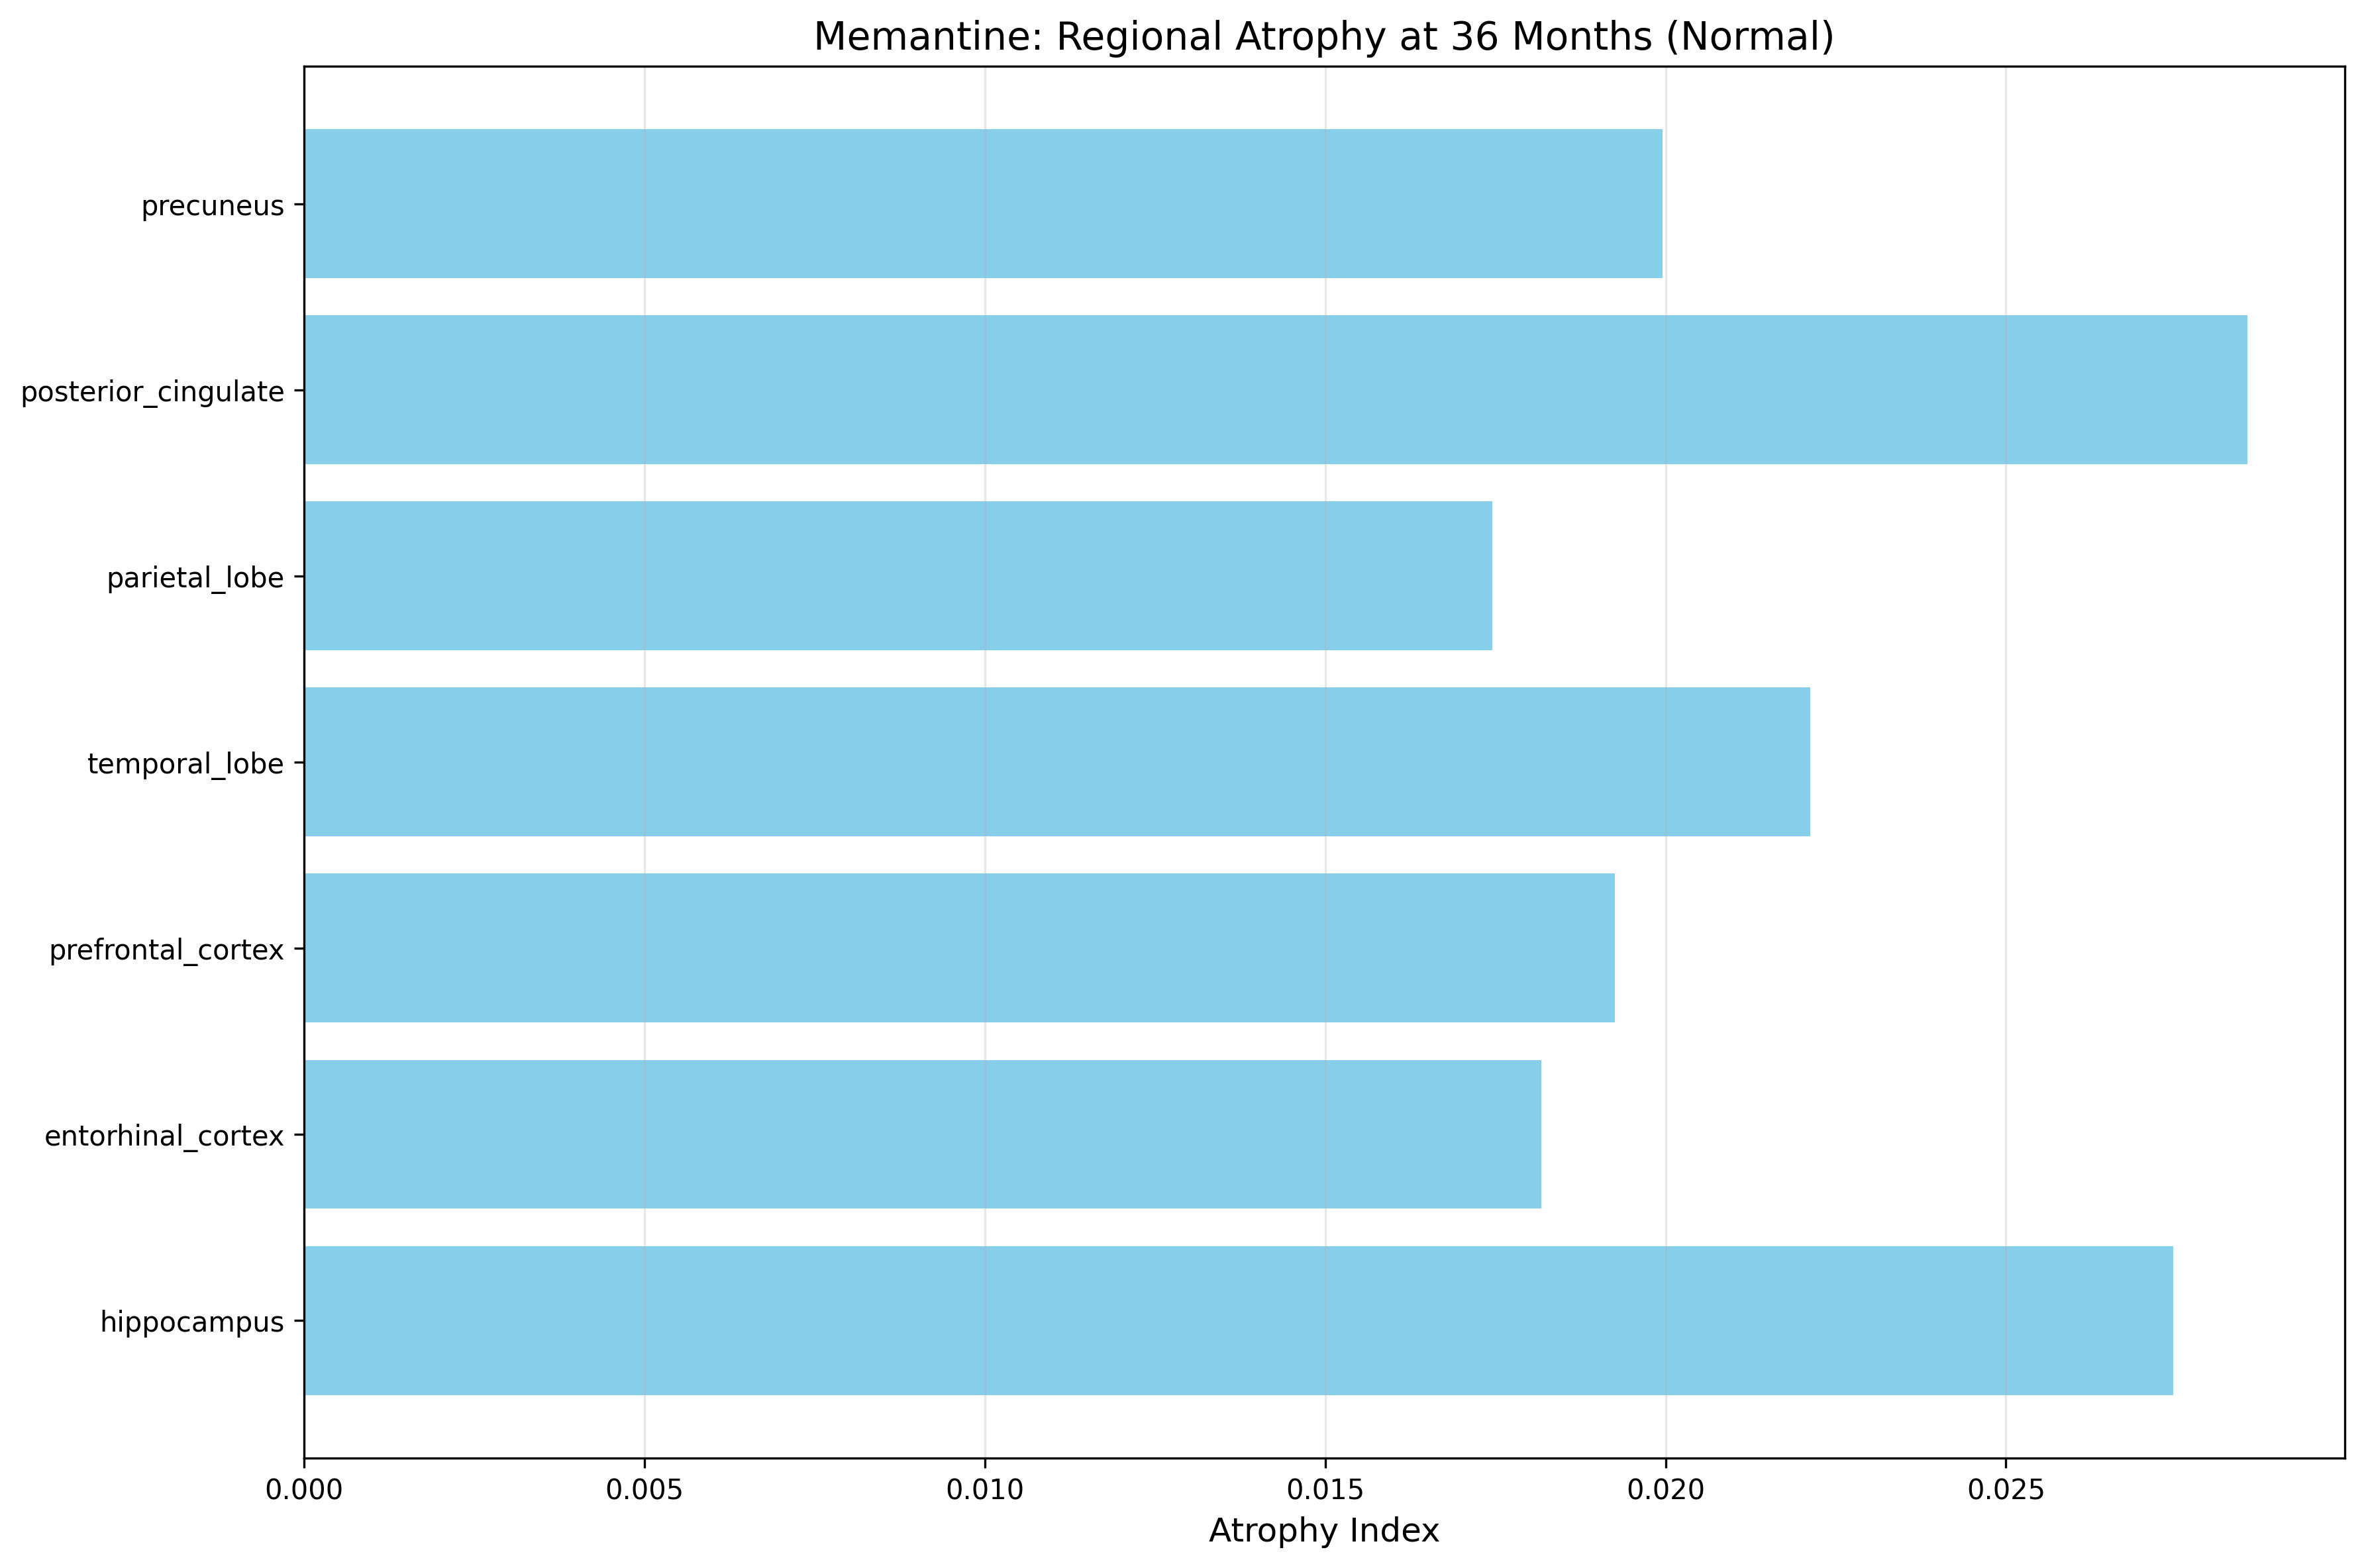 Memantine: Regional Atrophy at 36 Months (Normal)
precuneus
posterior_cingulate
parietal_lobe
temporal_lobe
prefrontal_cortex
entorhinal_cortex
hippocampus
0.000 0.005 0.010 0.015 0.020 0.025
Atrophy Index